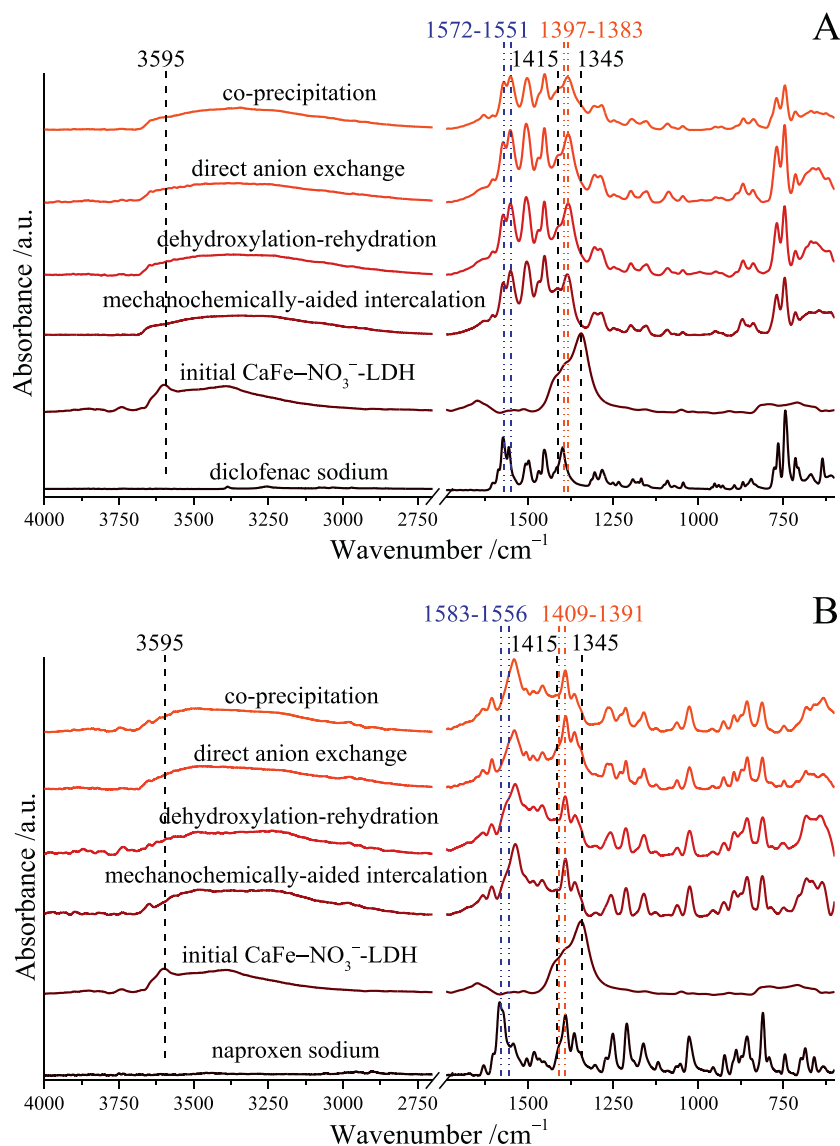 A
1572-1551
1397-1383
3595
1415
1345
co-precipitation
direct anion exchange
dehydroxylation-rehydration
mechanochemically-aided intercalation
initial CaFe–NO₃⁻-LDH
diclofenac sodium
Absorbance /a.u.
4000 3750 3500 3250 3000 2750 1500 1250 1000 750
Wavenumber /cm⁻¹
B
1583-1556
1409-1391
3595
1415
1345
co-precipitation
direct anion exchange
dehydroxylation-rehydration
mechanochemically-aided intercalation
initial CaFe–NO₃⁻-LDH
naproxen sodium
Absorbance /a.u.
4000 3750 3500 3250 3000 2750 1500 1250 1000 750
Wavenumber /cm⁻¹